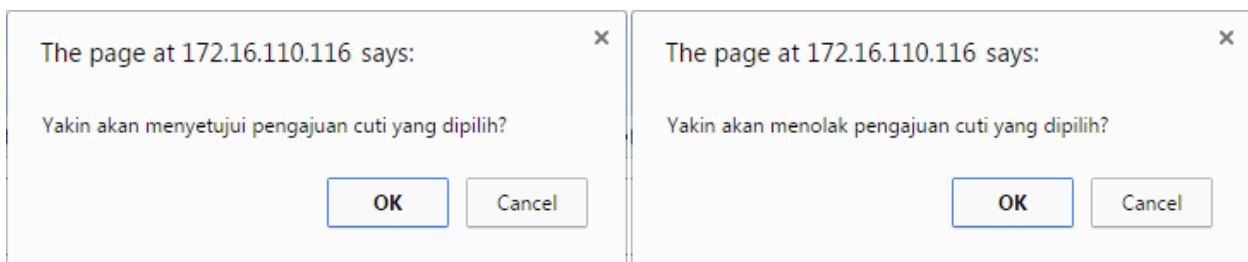 The page at 172.16.110.116 says:
Yakin akan menyetujui pengajuan cuti yang dipilih?
OK
Cancel
The page at 172.16.110.116 says:
Yakin akan menolak pengajuan cuti yang dipilih?
OK
Cancel